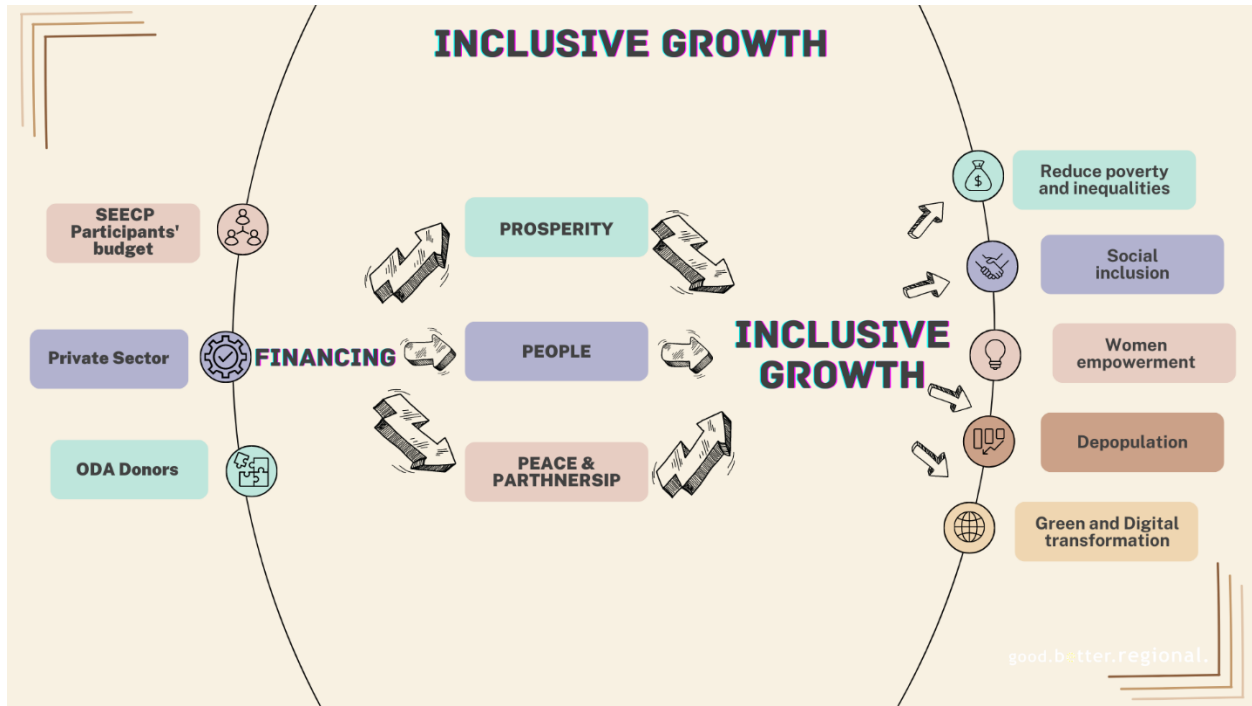 INCLUSIVE GROWTH
SEECP
Participants'
budget
Private Sector
ODA Donors
FINANCING
PROSPERITY
PEOPLE
PEACE &
PARTHNERSIP
INCLUSIVE
GROWTH
$
Reduce poverty
and inequalities
Social
inclusion
Women
empowerment
Depopulation
Green and Digital
transformation
good.better.regional.